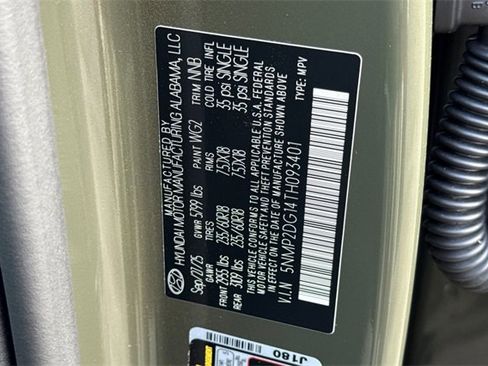 MANUFACTURED BY
HYUNDAI MOTOR MANUFACTURING ALABAMA, LLC
Sep/27/25 GVWR 5799 lbs PAINT WG2 TRIM NNB
GAWR TIRES RIMS COLD TIRE INFL
FRONT 2955 lbs 235/60R18 7.5JX18 35 psi SINGLE
REAR 3109 lbs 235/60R18 7.5JX18 35 psi SINGLE
THIS VEHICLE CONFORMS TO ALL APPLICABLE U.S.A. FEDERAL
MOTOR VEHICLE SAFETY, BUMPER, AND THEFT PREVENTION STANDARDS
IN EFFECT ON THE DATE OF MANUFACTURE SHOWN ABOVE
V.I.N 5NMP2DG14TH093401 TYPE: MPV
J180